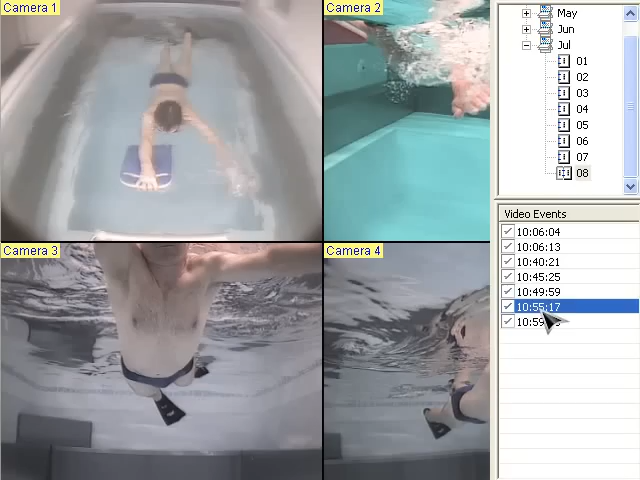 Camera 1
Camera 2
Camera 3
Camera 4
May
Jun
Jul
01
02
03
04
05
06
07
08
Video Events
10:06:04
10:06:13
10:40:21
10:45:25
10:49:59
10:55:17